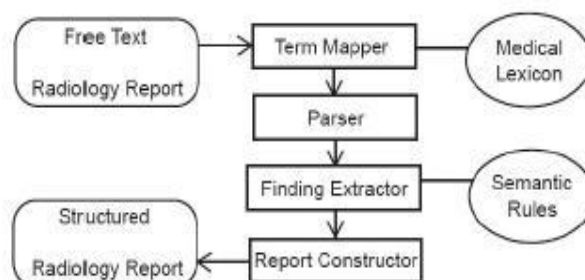 Free Text
Radiology Report
Term Mapper
Medical
Lexicon
Parser
Finding Extractor
Semantic
Rules
Structured
Radiology Report
Report Constructor